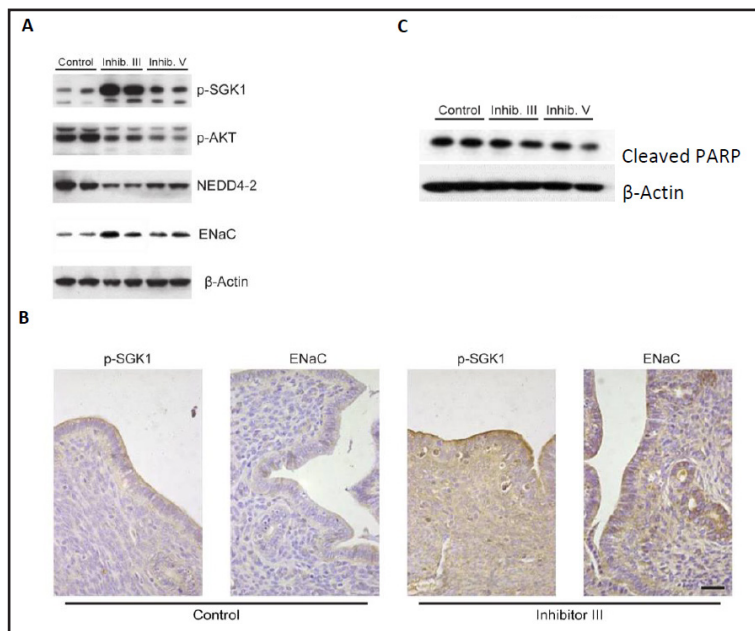 A
Control Inhib. III Inhib. V
p-SGK1
p-AKT
NEDD4-2
ENaC
β-Actin
C
Control Inhib. III Inhib. V
Cleaved PARP
β-Actin
B
p-SGK1 ENaC p-SGK1 ENaC
Control Inhibitor III